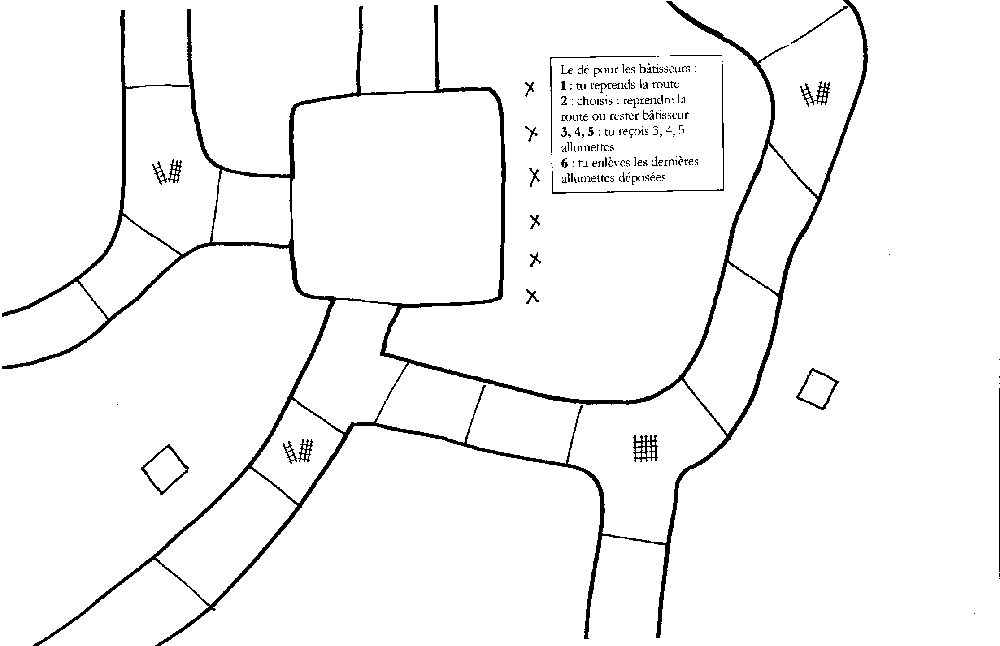 Le dé pour les bâtisseurs :
1 : tu reprends la route
2 : choisis : reprendre la
route ou rester bâtisseur
3, 4, 5 : tu reçois 3, 4, 5
allumettes
6 : tu enlèves les dernières
allumettes déposées